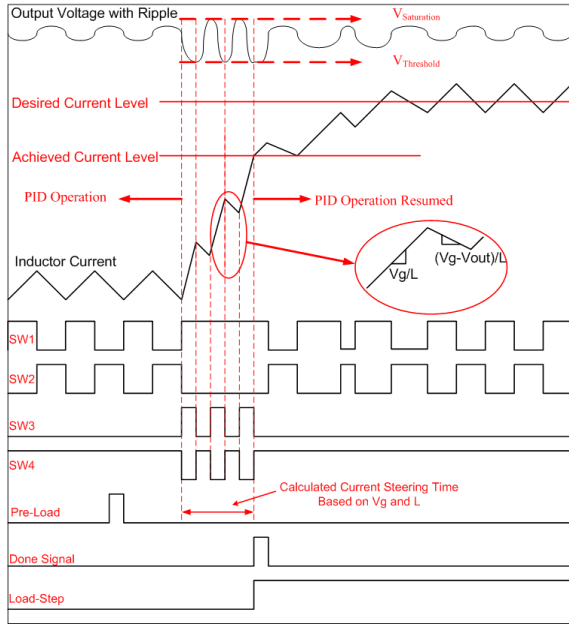 Output Voltage with Ripple
V_Saturation
V_Threshold
Desired Current Level
Achieved Current Level
PID Operation
PID Operation Resumed
Inductor Current
Vg/L
(Vg-Vout)/L
SW1
SW2
SW3
SW4
Calculated Current Steering Time
Based on Vg and L
Pre-Load
Done Signal
Load-Step